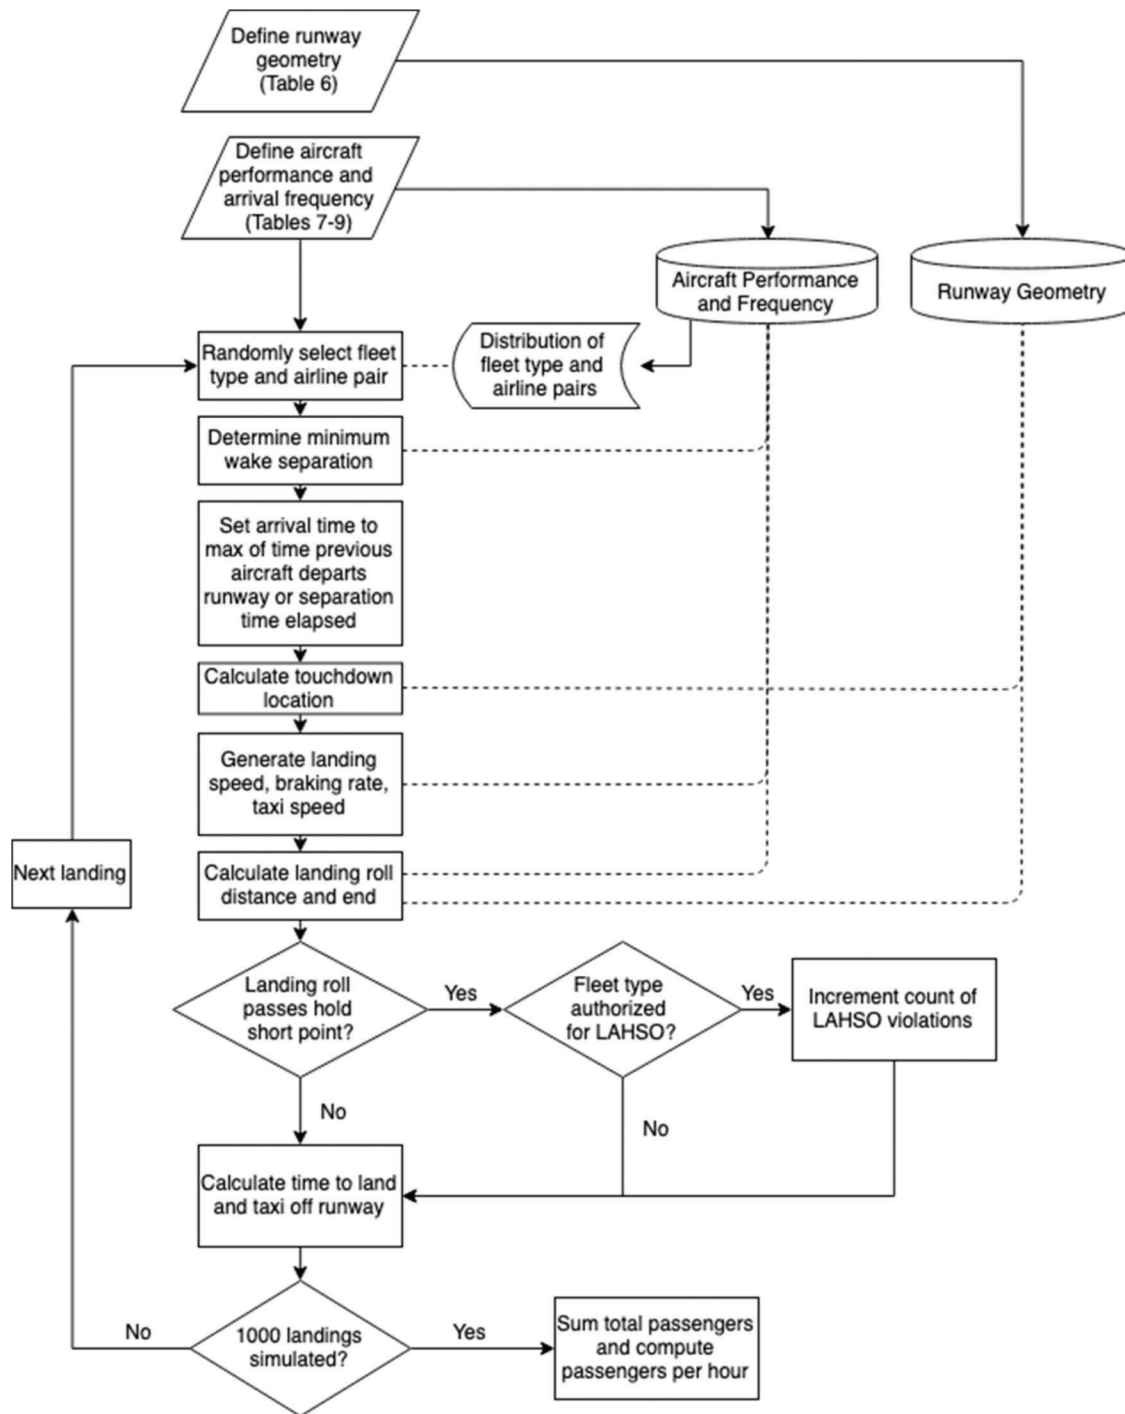 Define runway
geometry
(Table 6)
Define aircraft
performance and
arrival frequency
(Tables 7-9)
Aircraft Performance
and Frequency
Runway Geometry
Distribution of
fleet type and
airline pairs
Randomly select fleet
type and airline pair
Determine minimum
wake separation
Set arrival time to
max of time previous
aircraft departs
runway or separation
time elapsed
Calculate touchdown
location
Generate landing
speed, braking rate,
taxi speed
Next landing
Calculate landing roll
distance and end
Landing roll
passes hold
short point?
Yes
Fleet type
authorized
for LAHSO?
Yes
Increment count of
LAHSO violations
No
No
Calculate time to land
and taxi off runway
No
1000 landings
simulated?
Yes
Sum total passengers
and compute
passengers per hour